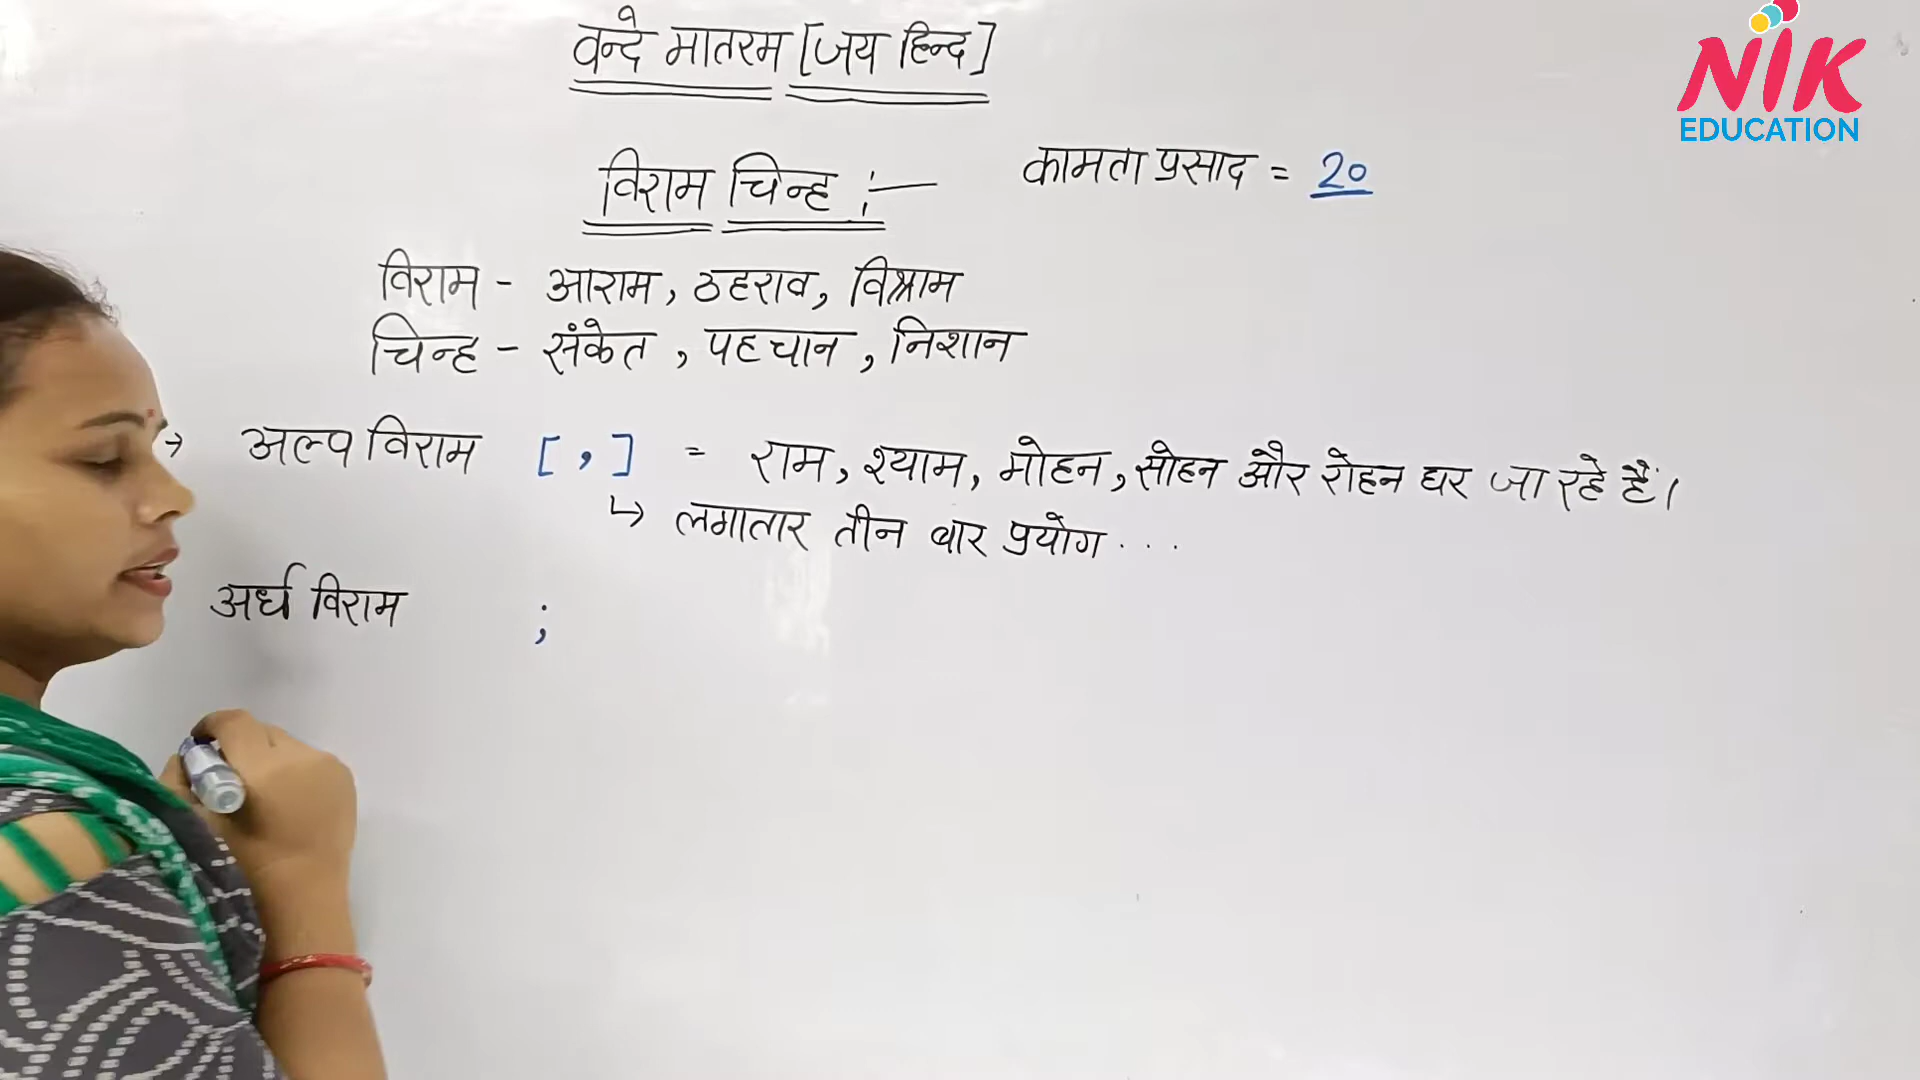 वन्दे मातरम [जय हिन्द]
NIK
EDUCATION
विराम चिन्ह :—
कामता प्रसाद = 20
विराम - आराम, ठहराव, विश्राम
चिन्ह - संकेत, पहचान, निशान
→ अल्प विराम [,] = राम, श्याम, मोहन, सोहन और रोहन घर जा रहे हैं।
↳ लगातार तीन बार प्रयोग ...
अर्ध विराम ;